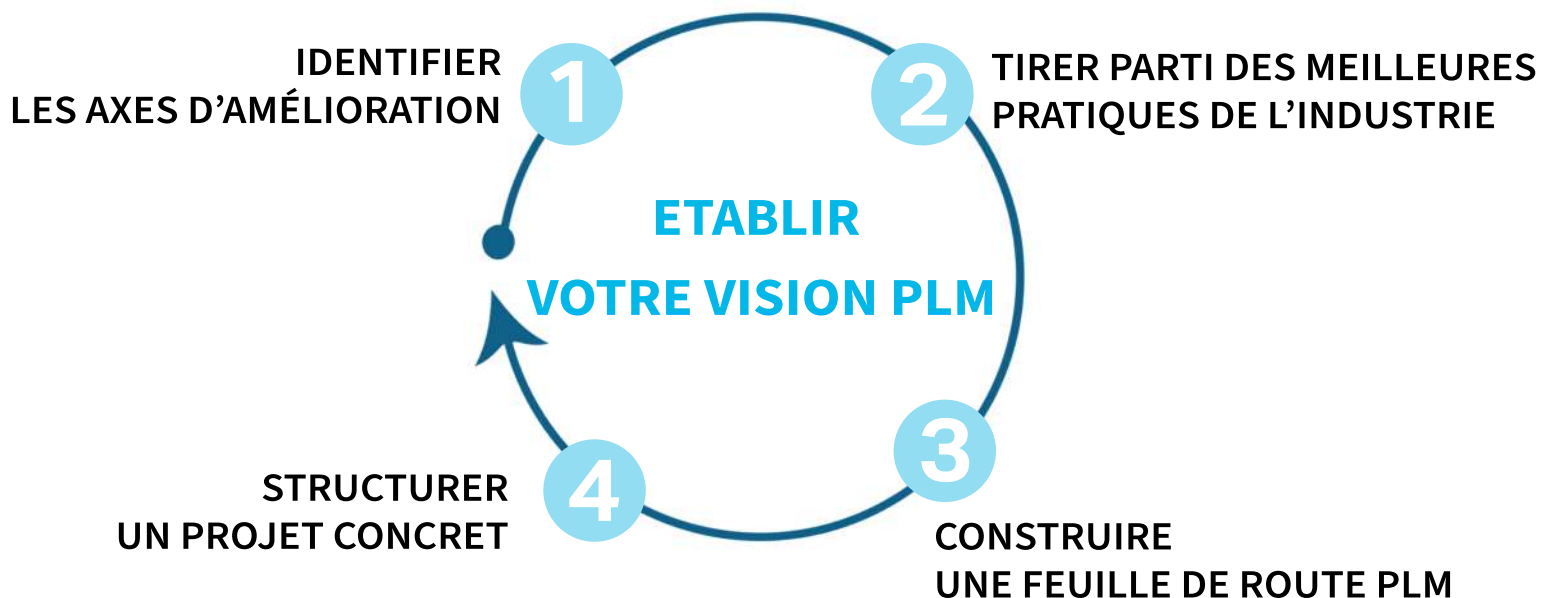 1
IDENTIFIER
LES AXES D’AMÉLIORATION
2
TIRER PARTI DES MEILLEURES
PRATIQUES DE L’INDUSTRIE
ETABLIR
VOTRE VISION PLM
3
CONSTRUIRE
UNE FEUILLE DE ROUTE PLM
4
STRUCTURER
UN PROJET CONCRET